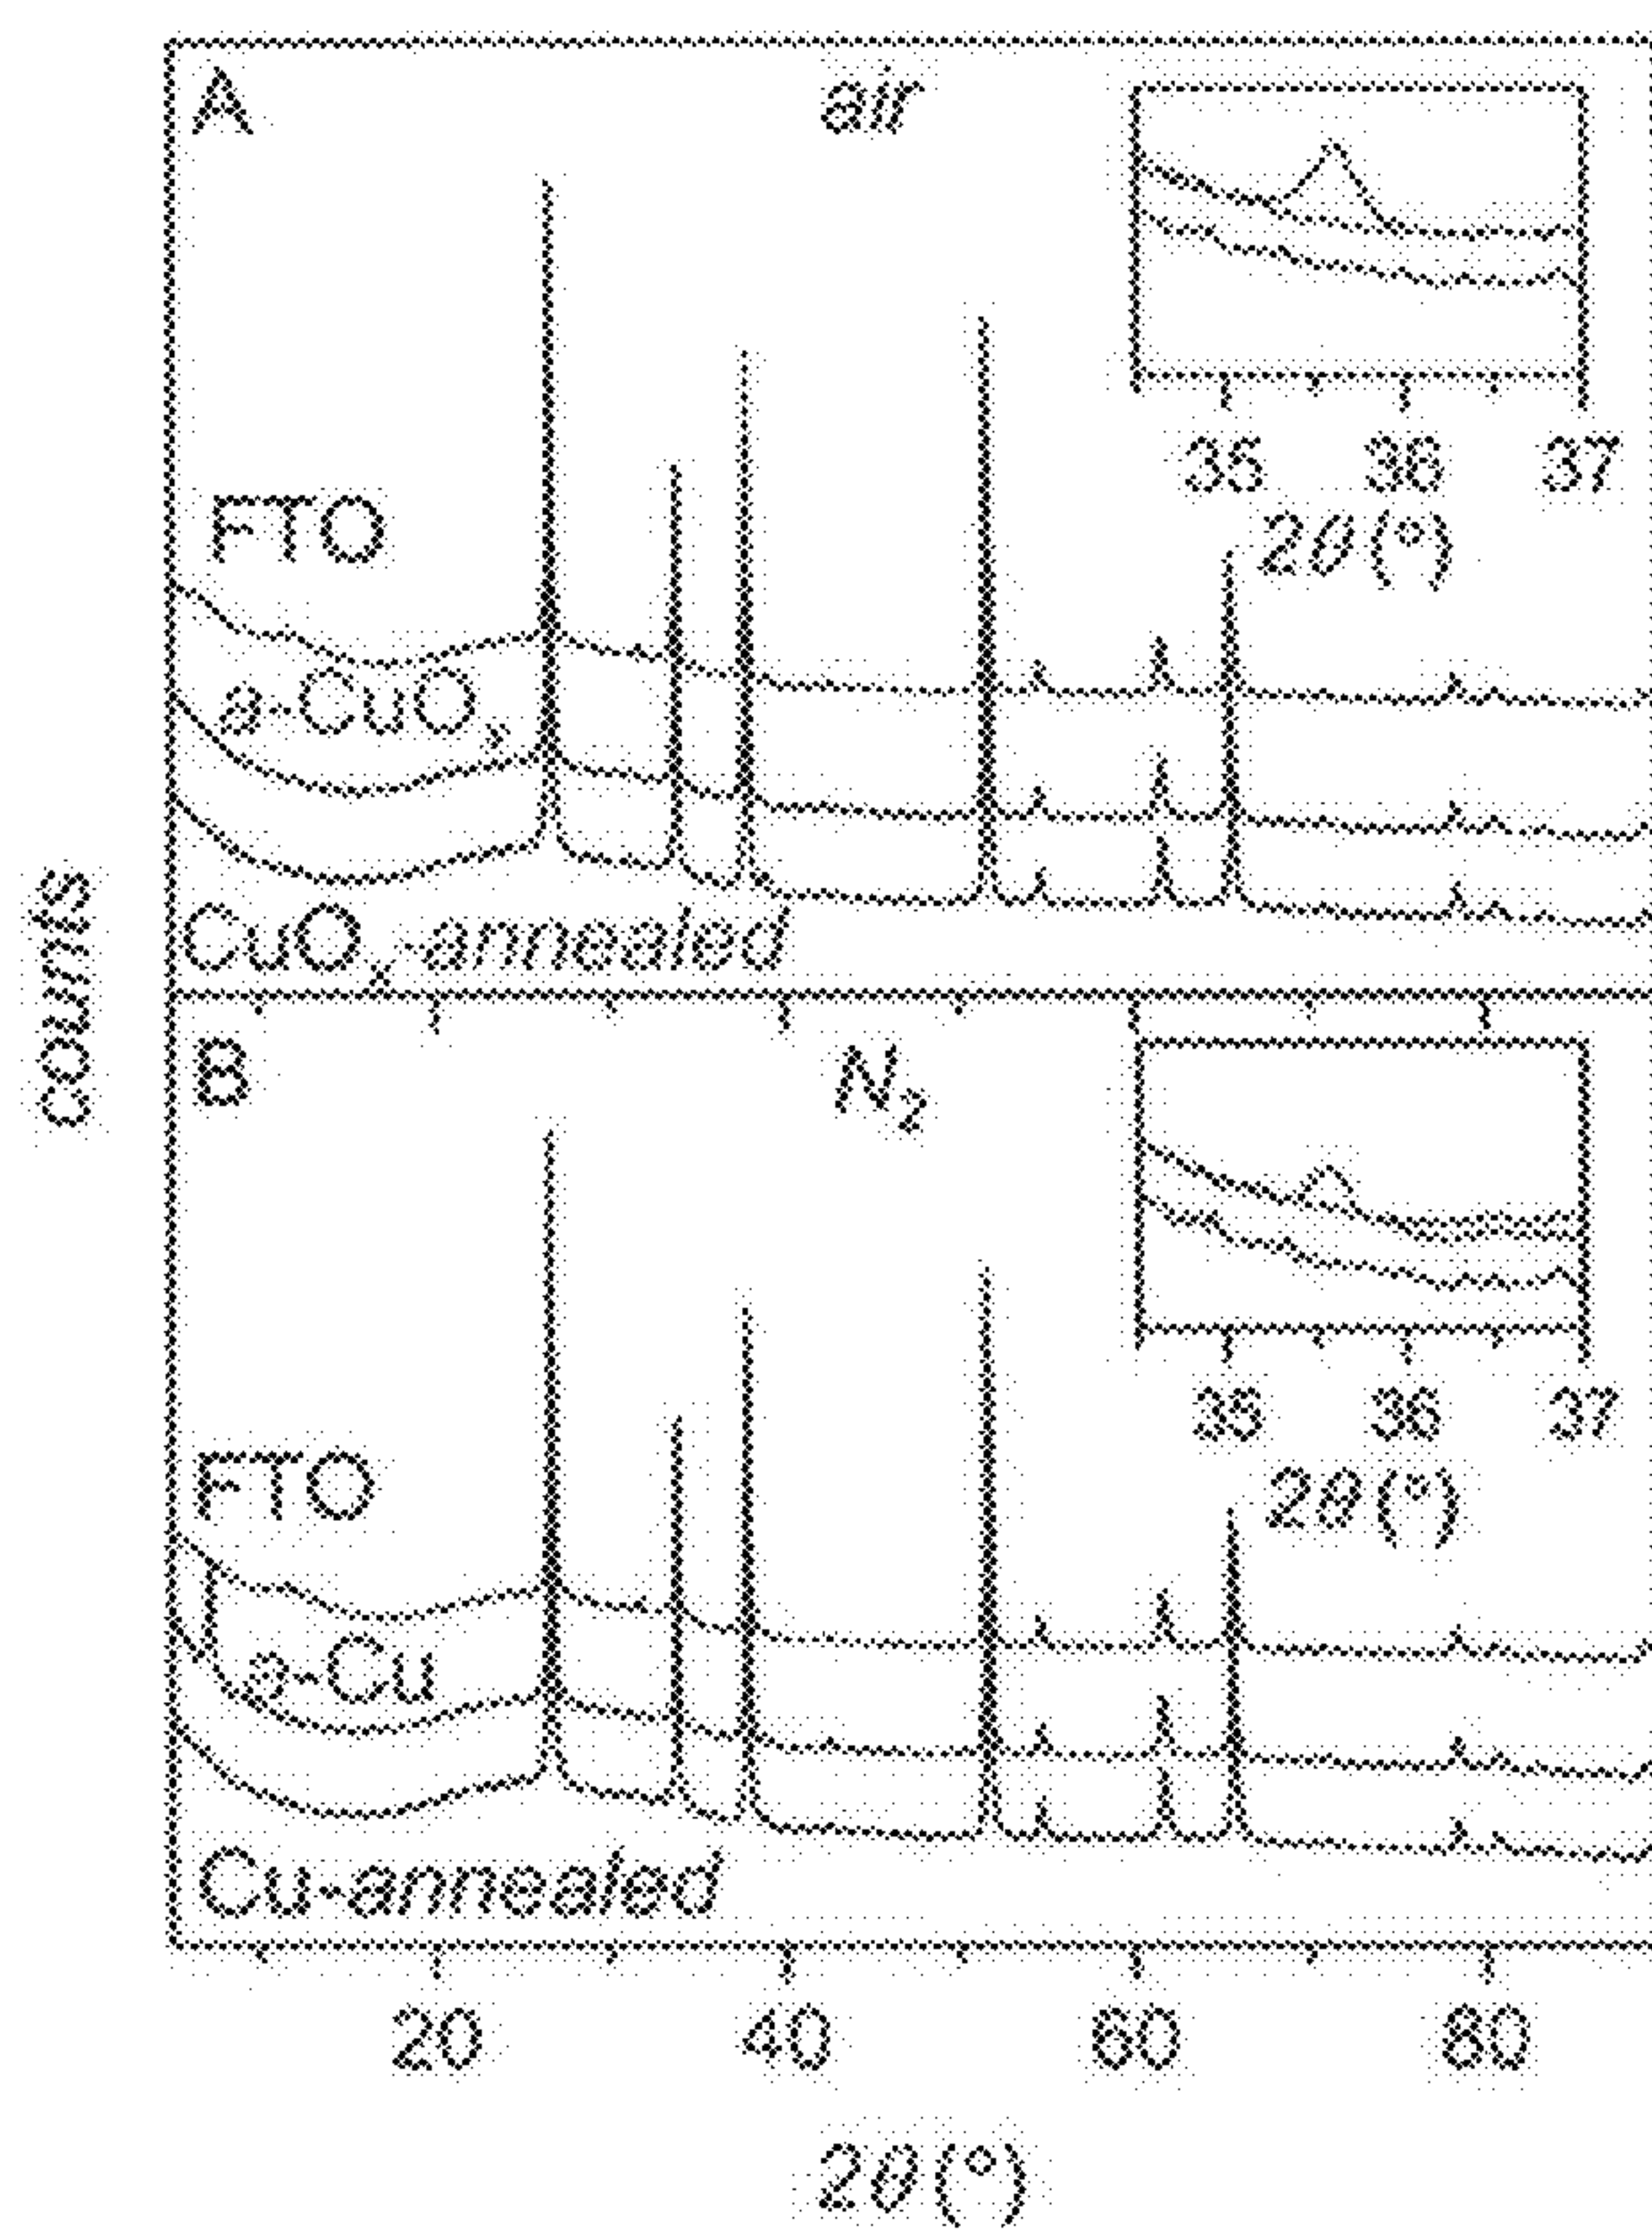 A
air
35 36 37
2θ (°)
FTO
a-CuOₓ
CuOₓ-annealed
counts
B
N₂
35 36 37
2θ (°)
FTO
a-Cu
Cu-annealed
20 40 60 80
2θ (°)